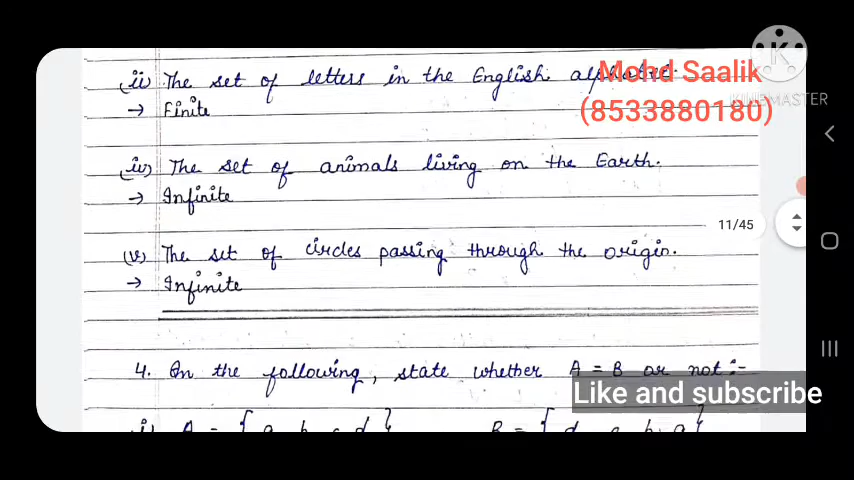 (ii) The set of letters in the English alphabet.
Mohd Saalik
KINEMASTER
→ Finite
(8533880180)
(iv) The set of animals living on the Earth.
→ Infinite
11/45
(v) The set of circles passing through the origin.
→ Infinite
4. In the following, state whether A = B or not :-
Like and subscribe
A = { a, b, c, d } B = { d, c, b, a }